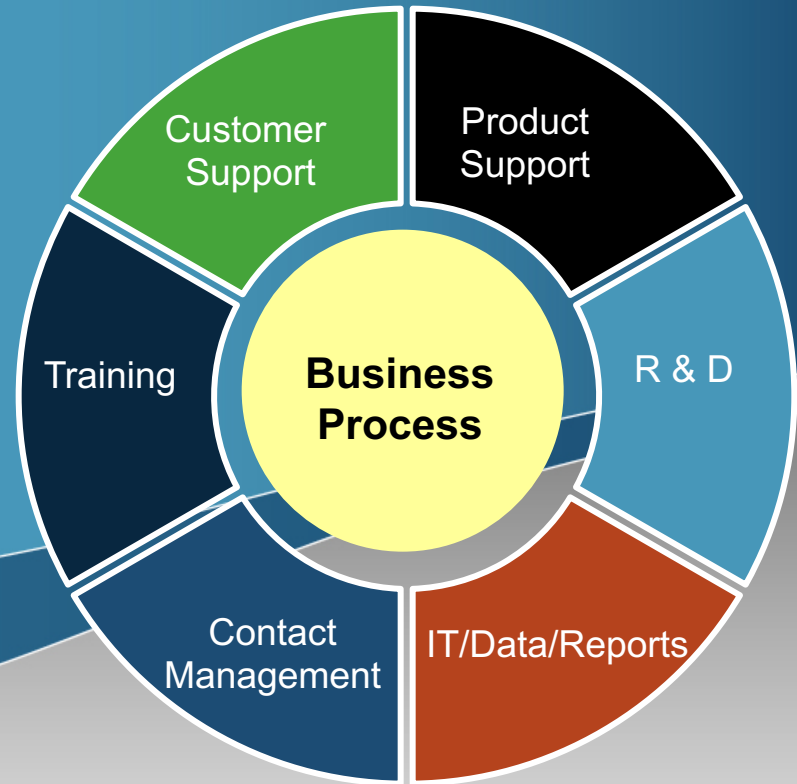 Customer
Support
Product
Support
Training
Business
Process
R & D
Contact
Management
IT/Data/Reports